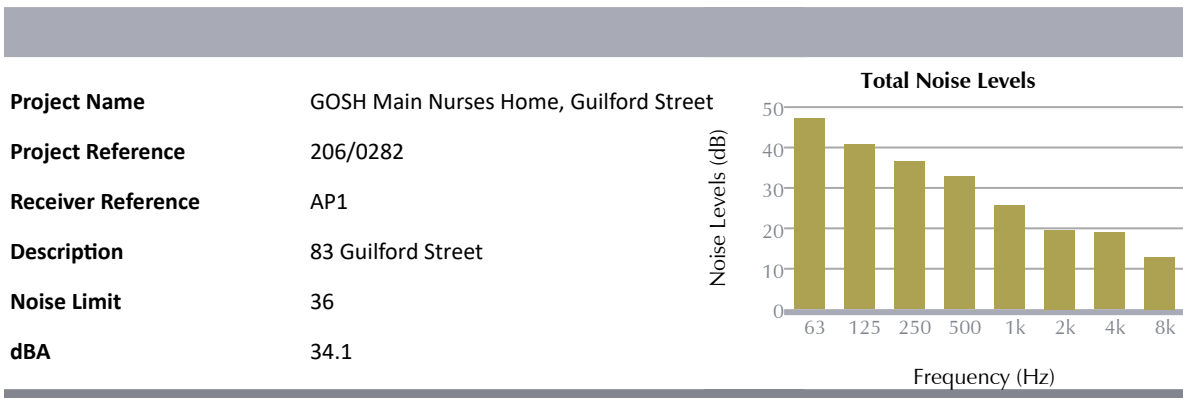 Project Name GOSH Main Nurses Home, Guilford Street
Project Reference 206/0282
Receiver Reference AP1
Description 83 Guilford Street
Noise Limit 36
dBA 34.1
Total Noise Levels
Noise Levels (dB)
50
40
30
20
10
0
63 125 250 500 1k 2k 4k 8k
Frequency (Hz)